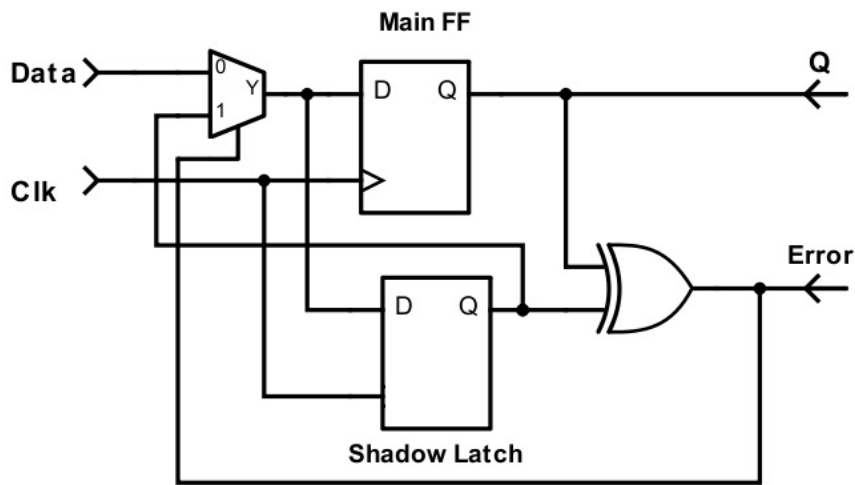 Main FF
Data
0
Y
1
D
Q
Q
Clk
Error
D
Q
Shadow Latch